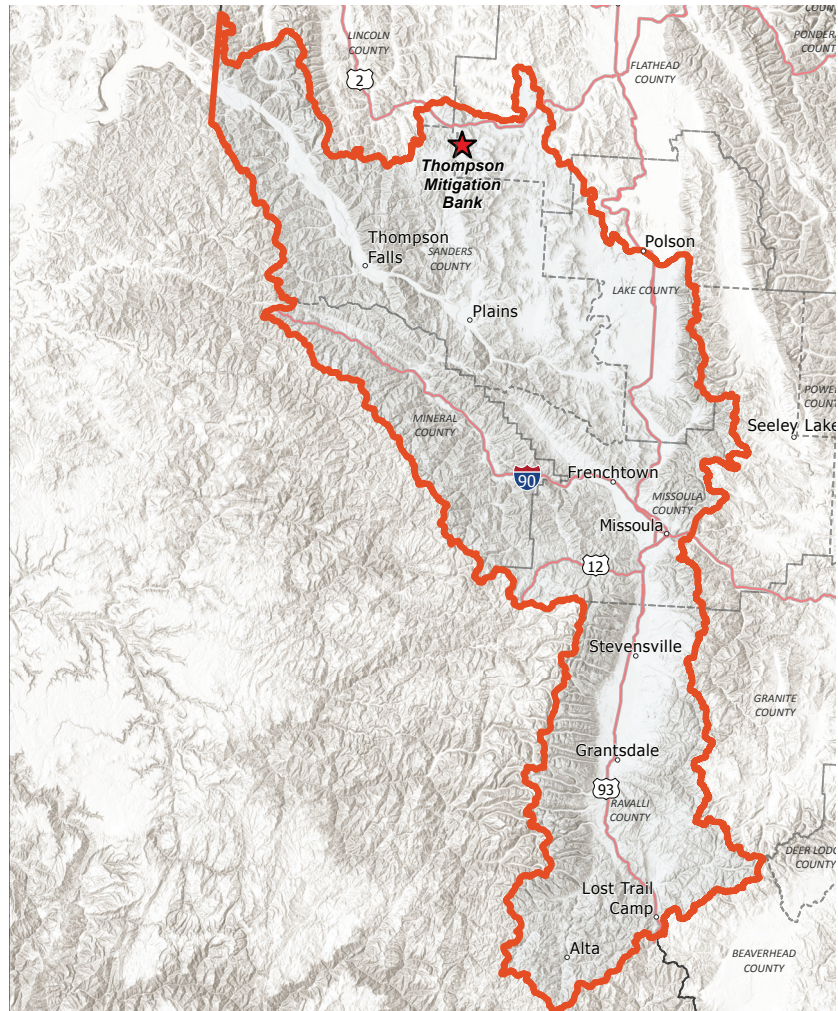 COUN
PONDER
COUNT
LINCOLN
COUNTY
2
FLATHEAD
COUNTY
Thompson
Mitigation
Bank
Thompson
Falls
SANDERS
COUNTY
Polson
LAKE COUNTY
Plains
POWE
COUNT
MINERAL
COUNTY
Seeley Lake
Frenchtown
90
MISSOULA
COUNTY
Missoula
12
Stevensville
GRANITE
COUNTY
Grantsdale
93
RAVALLI
COUNTY
DEER LODG
COUNTY
Lost Trail
Camp
Alta
BEAVERHEAD
COUNTY